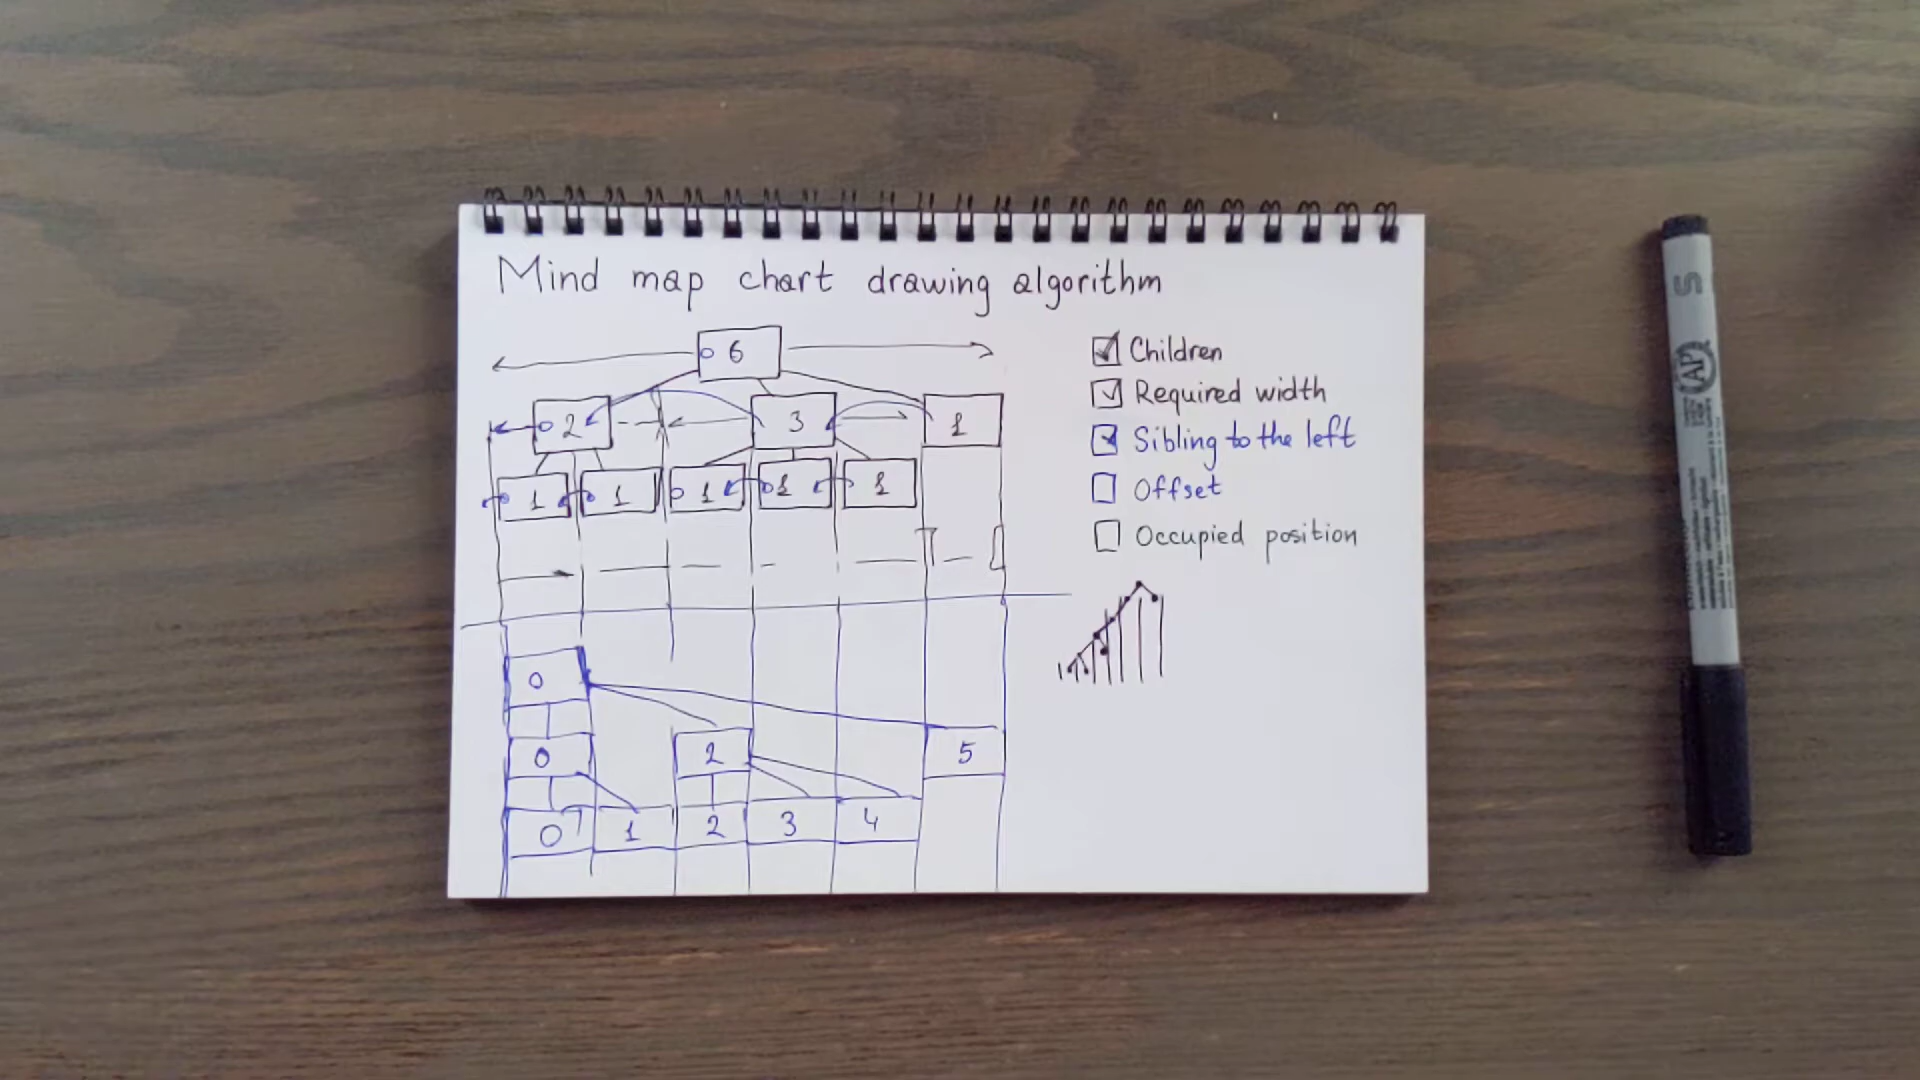 Mind map chart drawing algorithm
6
2 3 1
1 1 1 1 1
Children
Required width
Sibling to the left
Offset
Occupied position
0
0 2 5
0 1 2 3 4
S
AP